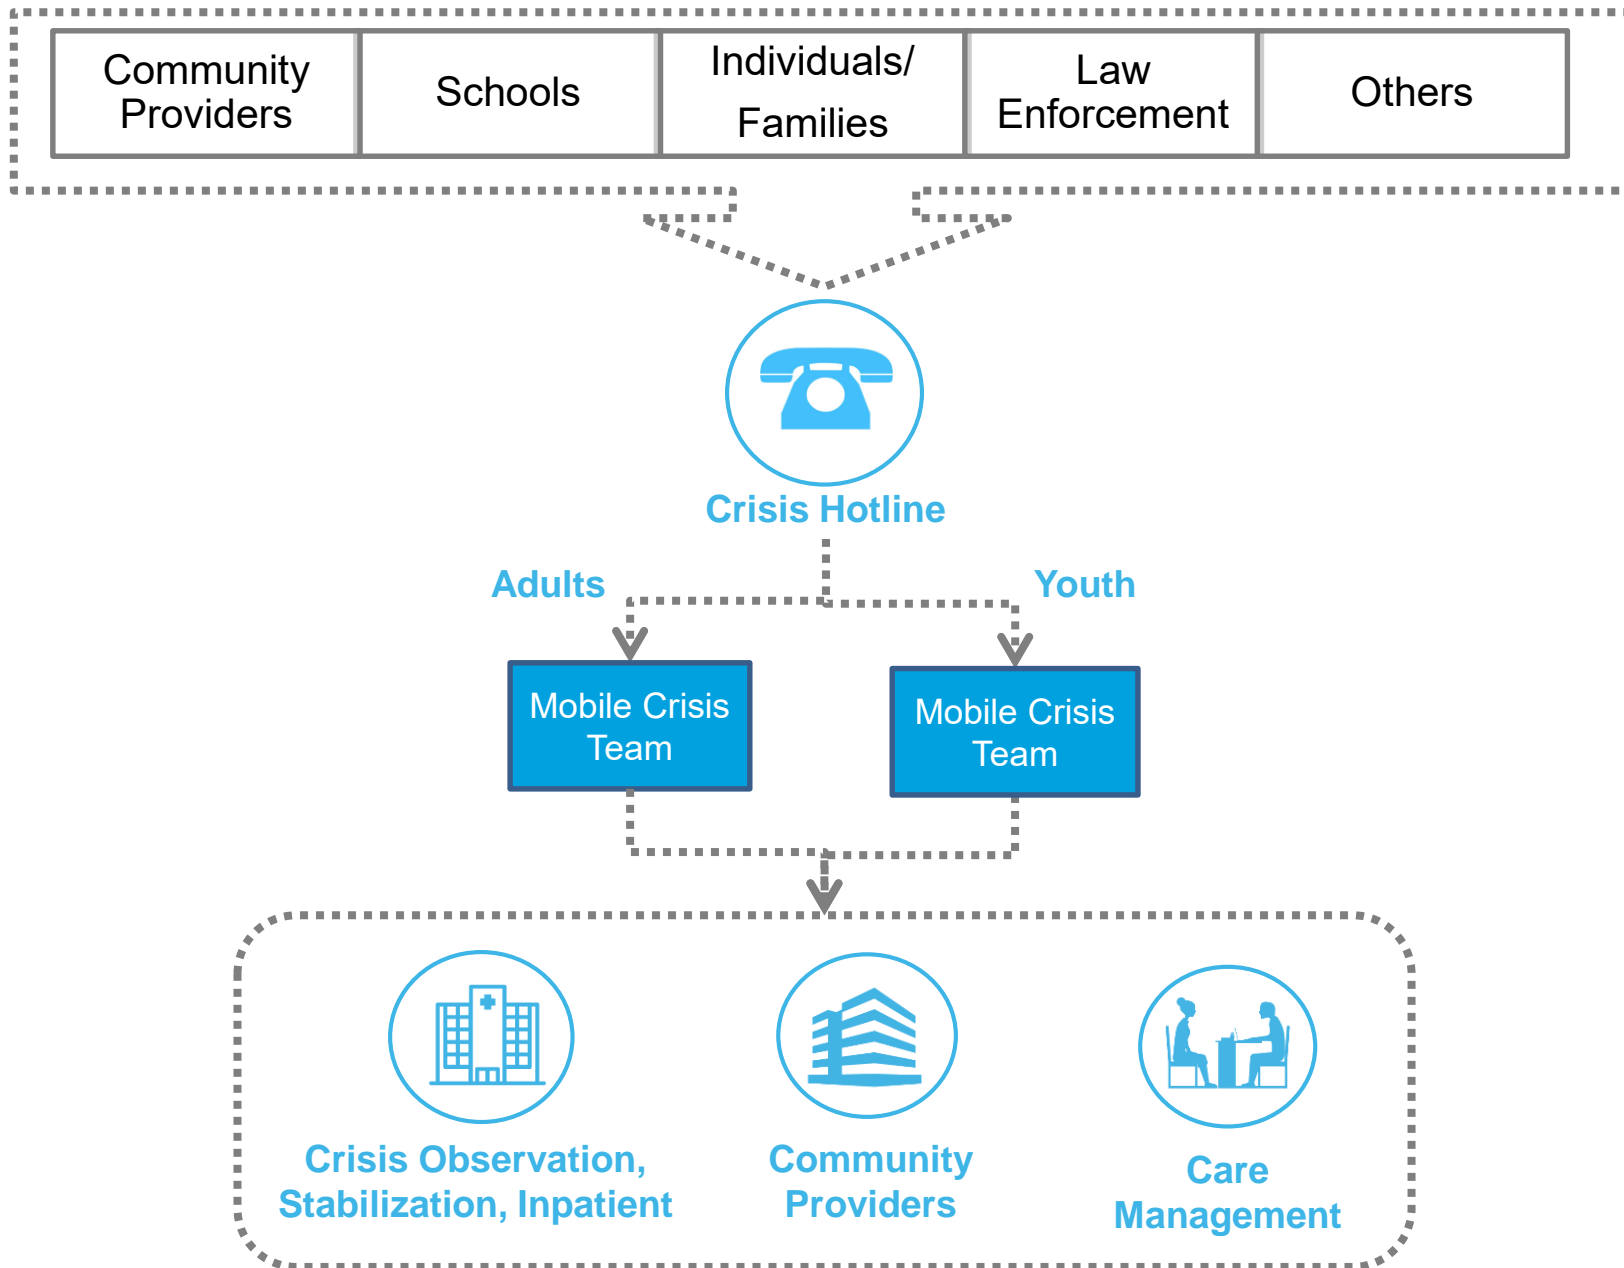 Community
Providers
Schools
Individuals/
Families
Law
Enforcement
Others
Crisis Hotline
Adults
Youth
Mobile Crisis
Team
Mobile Crisis
Team
Crisis Observation,
Stabilization, Inpatient
Community
Providers
Care
Management